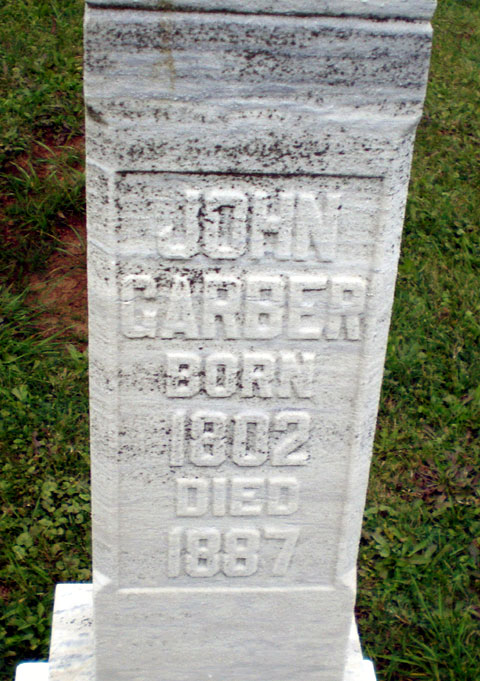 JOHN
GARBER
BORN
1802
DIED
1887